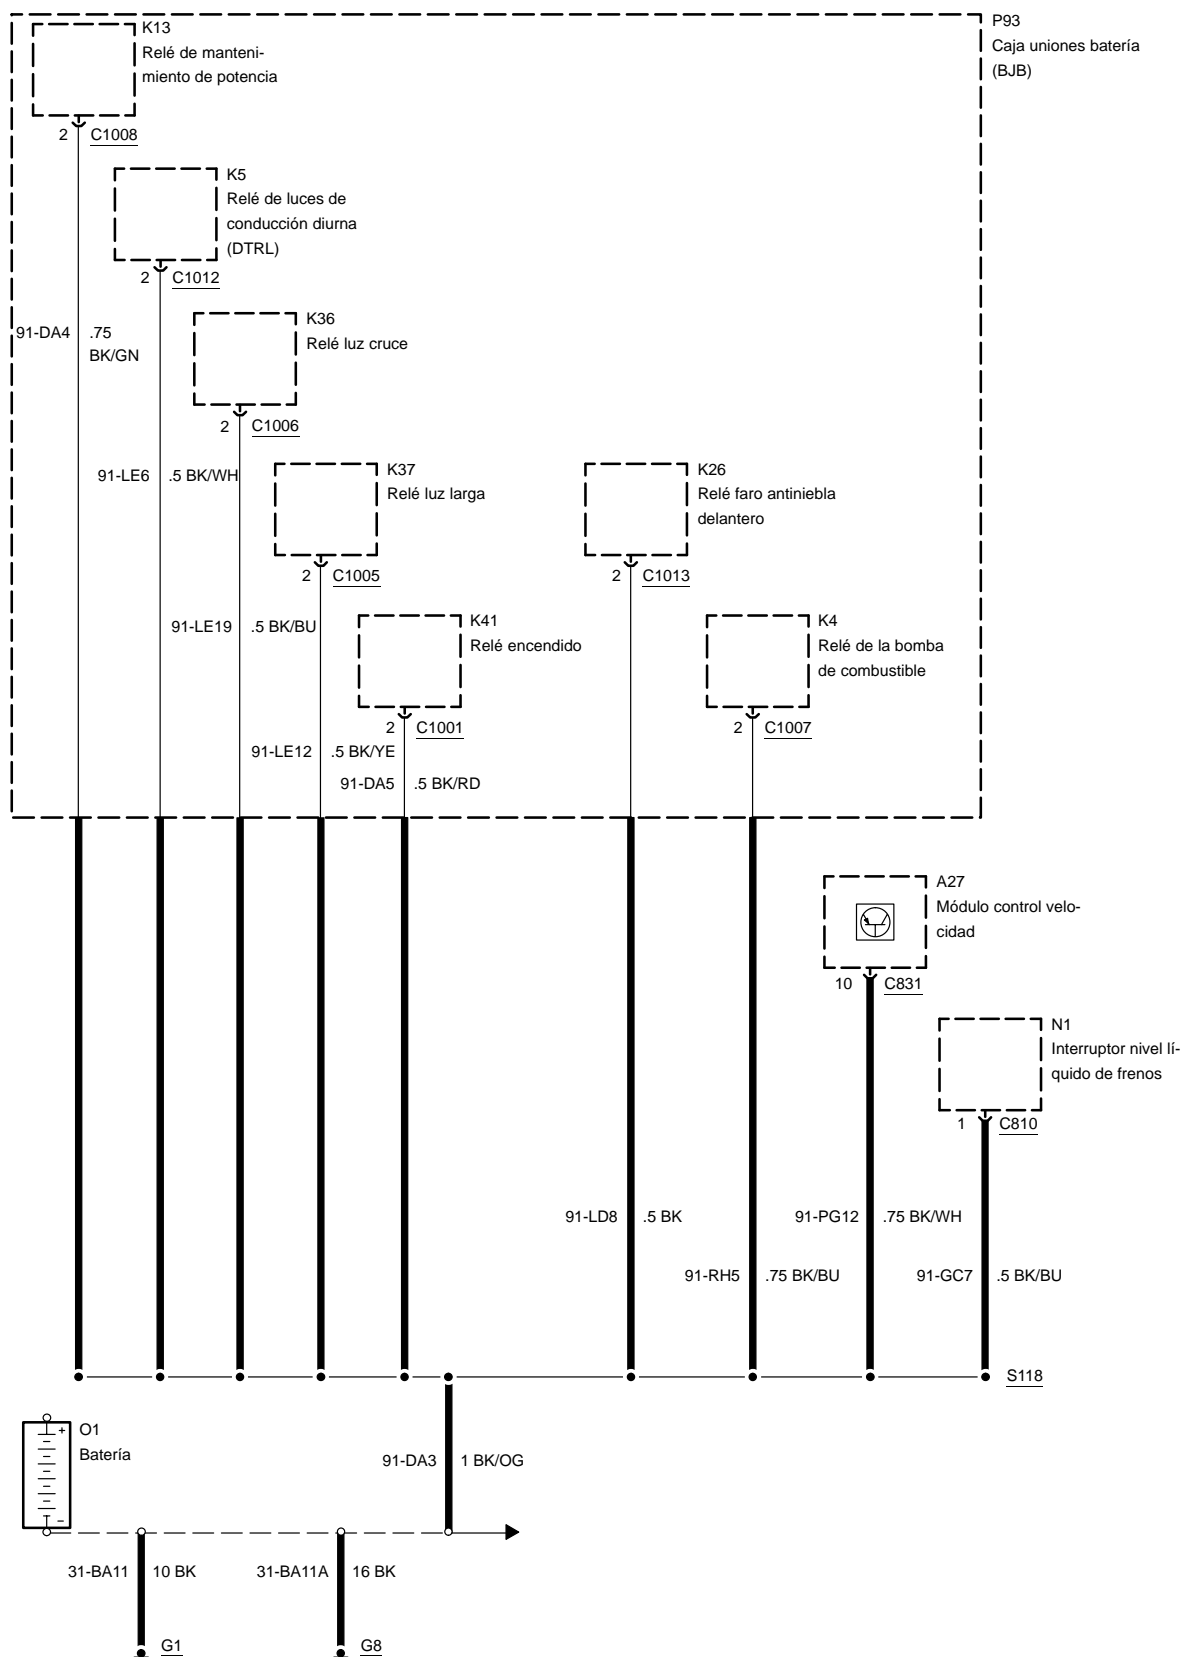 K13
Relé de manteni-
miento de potencia
P93
Caja uniones batería
(BJB)
2 C1008
K5
Relé de luces de
conducción diurna
(DTRL)
2 C1012
91-DA4 .75
BK/GN
K36
Relé luz cruce
2 C1006
91-LE6 .5 BK/WH
K37
Relé luz larga
K26
Relé faro antiniebla
delantero
2 C1005
2 C1013
91-LE19 .5 BK/BU
K41
Relé encendido
K4
Relé de la bomba
de combustible
2 C1001
2 C1007
91-LE12 .5 BK/YE
91-DA5 .5 BK/RD
A27
Módulo control velo-
cidad
10 C831
N1
Interruptor nivel lí-
quido de frenos
1 C810
91-LD8 .5 BK
91-PG12 .75 BK/WH
91-RH5 .75 BK/BU
91-GC7 .5 BK/BU
S118
+
O1
Batería
–
91-DA3 1 BK/OG
31-BA11 10 BK
31-BA11A 16 BK
G1
G8